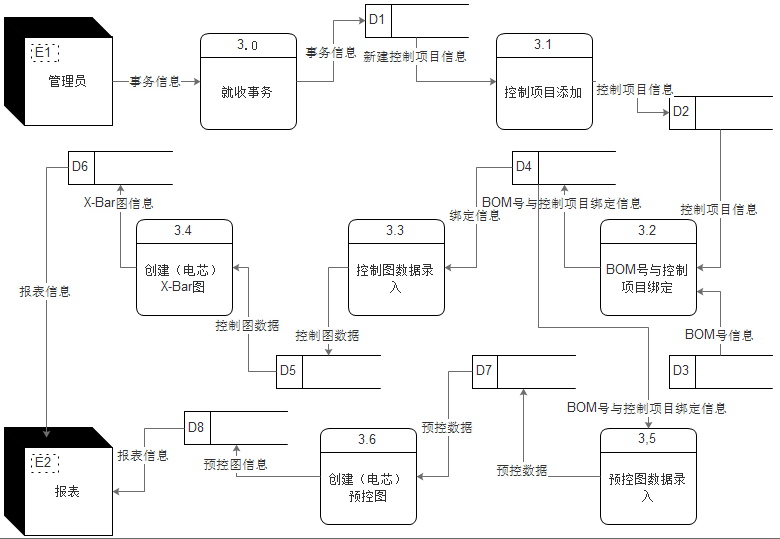 D1
E1
管理员
事务信息
3.0
就收事务
事务信息
新建控制项目信息
3.1
控制项目添加
控制项目信息
D2
D6
X-Bar图信息
D4
BOM号与控制项目绑定信息
绑定信息
控制项目信息
3.4
创建（电芯）
X-Bar图
3.3
控制图数据录
入
3.2
BOM号与控制
项目绑定
报表信息
控制图数据
控制图数据
BOM号信息
D5
D7
D3
BOM号与控制项目绑定信息
D8
预控数据
报表信息
预控图信息
预控数据
E2
报表
3.6
创建（电芯）
预控图
3,5
预控图数据录
入